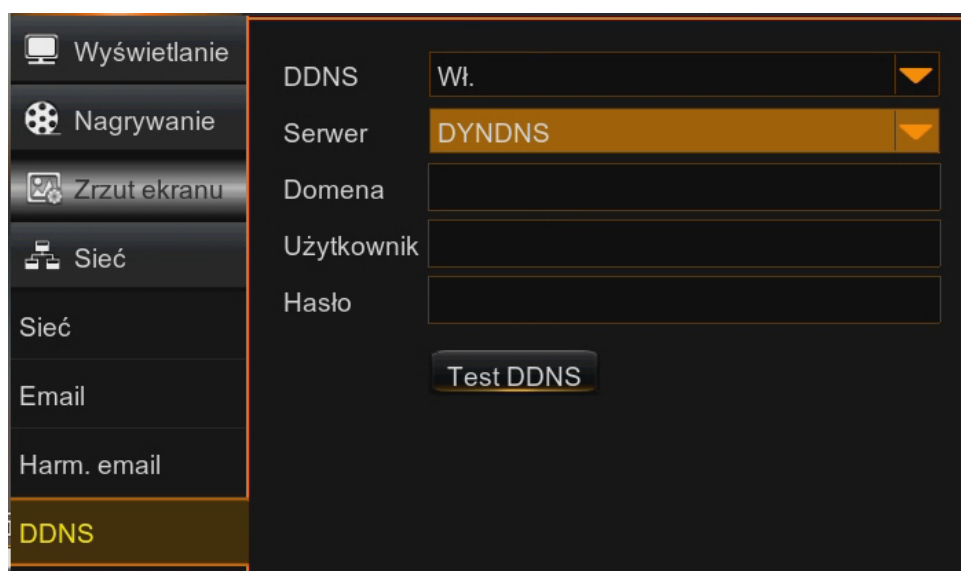 Wyświetlanie
Nagrywanie
Zrzut ekranu
Sieć
Sieć
Email
Harm. email
DDNS
DDNS Wł.
Serwer DYNDNS
Domena
Użytkownik
Hasło
Test DDNS